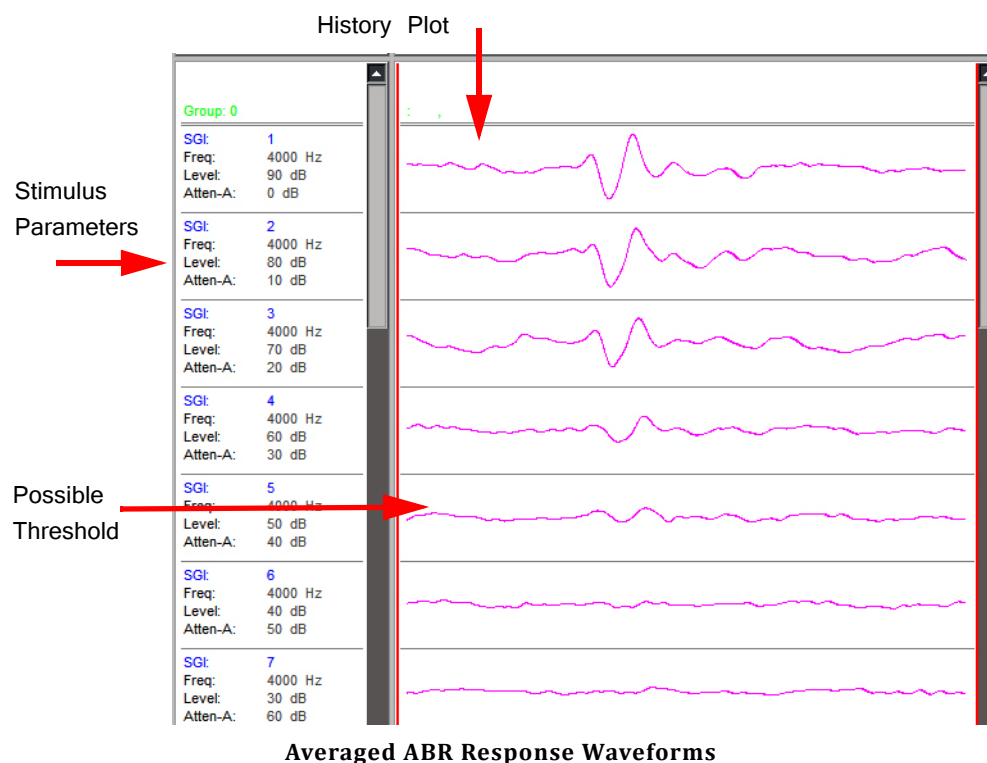 History Plot
Group: 0
: ,
SGI: 1
Freq: 4000 Hz
Level: 90 dB
Atten-A: 0 dB
Stimulus
Parameters
SGI: 2
Freq: 4000 Hz
Level: 80 dB
Atten-A: 10 dB
SGI: 3
Freq: 4000 Hz
Level: 70 dB
Atten-A: 20 dB
SGI: 4
Freq: 4000 Hz
Level: 60 dB
Atten-A: 30 dB
Possible
Threshold
SGI: 5
Freq: 4000 Hz
Level: 50 dB
Atten-A: 40 dB
SGI: 6
Freq: 4000 Hz
Level: 40 dB
Atten-A: 50 dB
SGI: 7
Freq: 4000 Hz
Level: 30 dB
Atten-A: 60 dB
Averaged ABR Response Waveforms